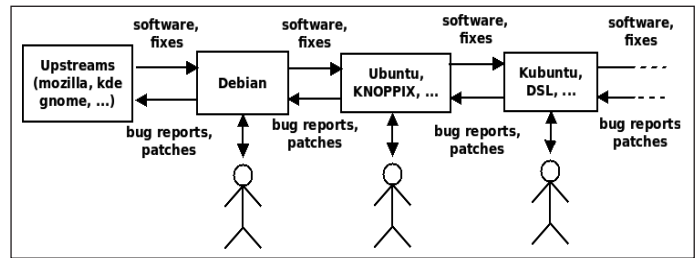 software,
fixes
software,
fixes
software,
fixes
software,
fixes
Upstreams
(mozilla, kde
gnome, ...)
Debian
Ubuntu,
KNOPPIX, ...
Kubuntu,
DSL, ...
bug reports,
patches
bug reports,
patches
bug reports,
patches
bug reports,
patches